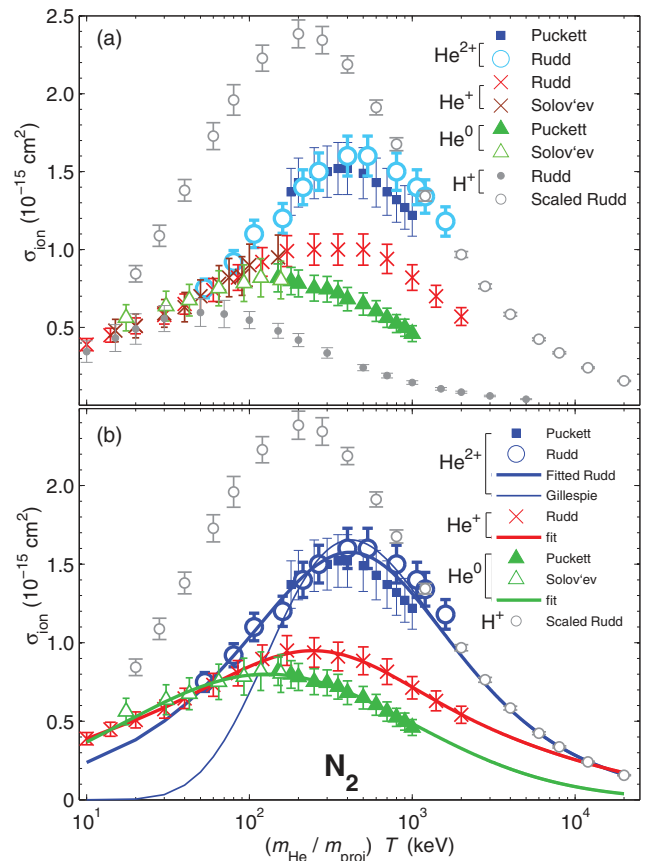 (a)
2.5
2.0
1.5
1.0
0.5
σion (10−15 cm2)
He2+
Puckett
Rudd
He+
Rudd
Solov‘ev
He0
Puckett
Solov‘ev
H+
Rudd
Scaled Rudd
(b)
2.0
1.5
1.0
0.5
0
σion (10−15 cm2)
He2+
Puckett
Rudd
Fitted Rudd
Gillespie
He+
Rudd
fit
He0
Puckett
Solov‘ev
fit
H+
Scaled Rudd
N2
101
102
103
104
(mHe / mproj) T (keV)